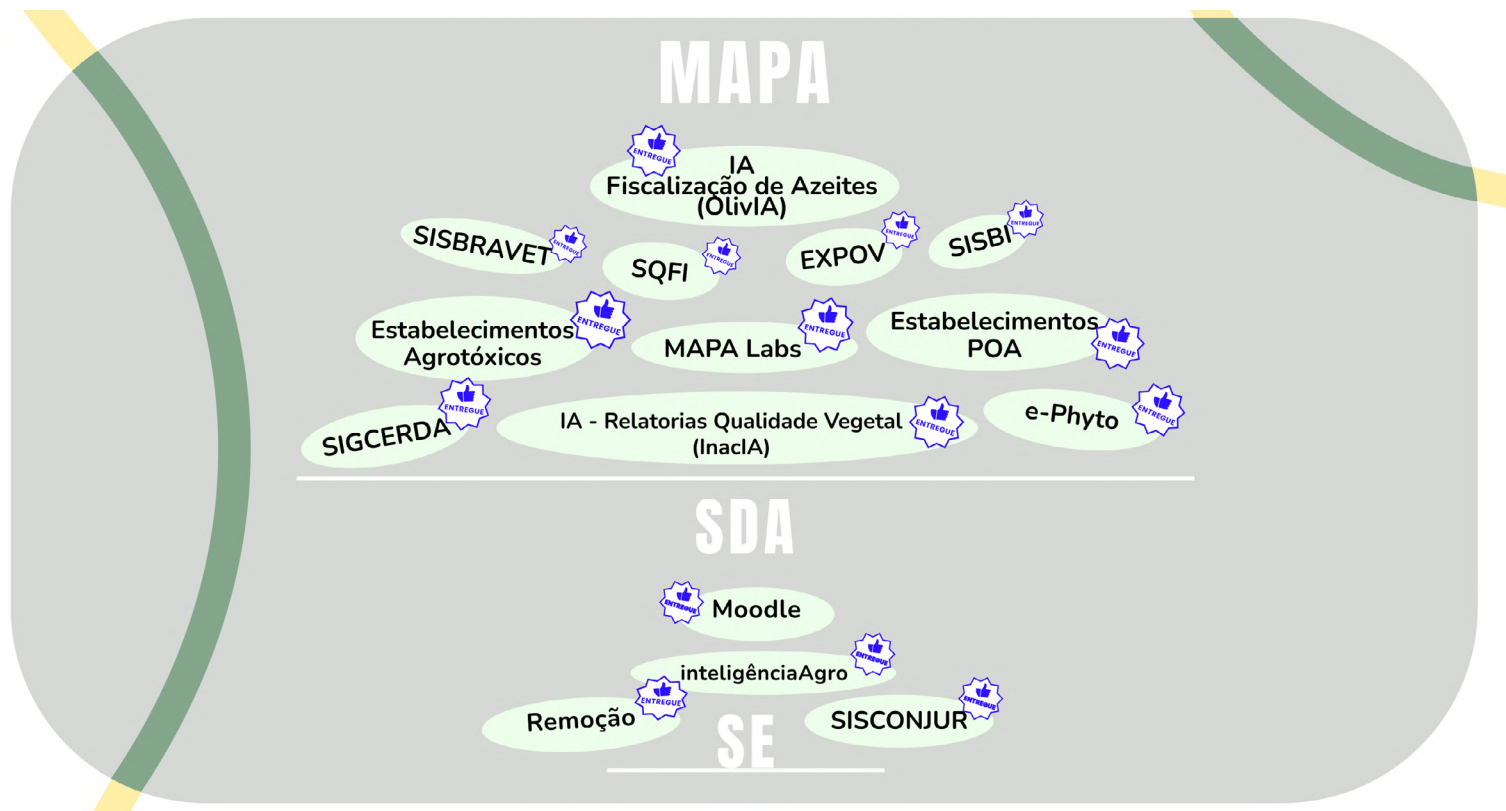 MAPA
ENTREGUE
IA
Fiscalização de Azeites
(OlivIA)
SISBRAVET
ENTREGUE
SQFI
ENTREGUE
EXPOV
ENTREGUE
SISBI
ENTREGUE
Estabelecimentos
Agrotóxicos
ENTREGUE
MAPA Labs
ENTREGUE
Estabelecimentos
POA
ENTREGUE
SIGCERDA
ENTREGUE
IA - Relatorias Qualidade Vegetal
(InacIA)
ENTREGUE
e-Phyto
ENTREGUE
SDA
ENTREGUE
Moodle
inteligênciaAgro
ENTREGUE
Remoção
ENTREGUE
SISCONJUR
ENTREGUE
SE